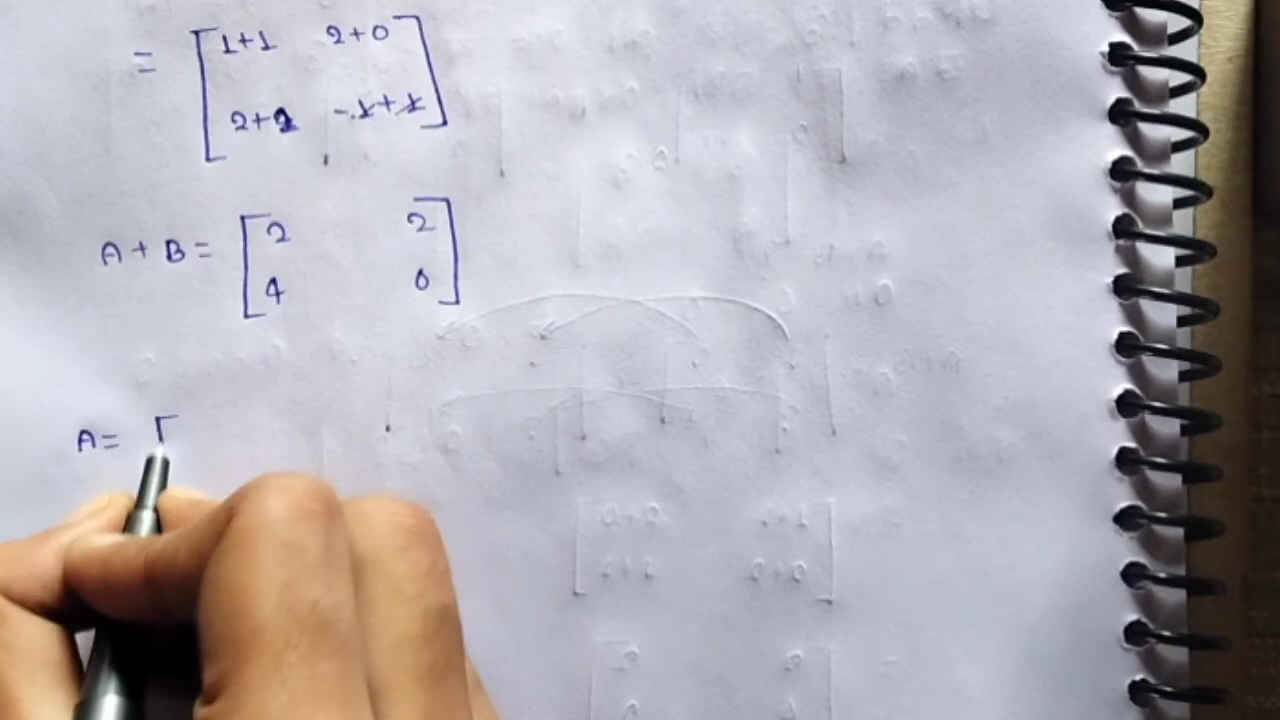 = [ 1+1 2+0
2+2 -1+1 ]
A + B = [ 2 2
4 0 ]
A = [